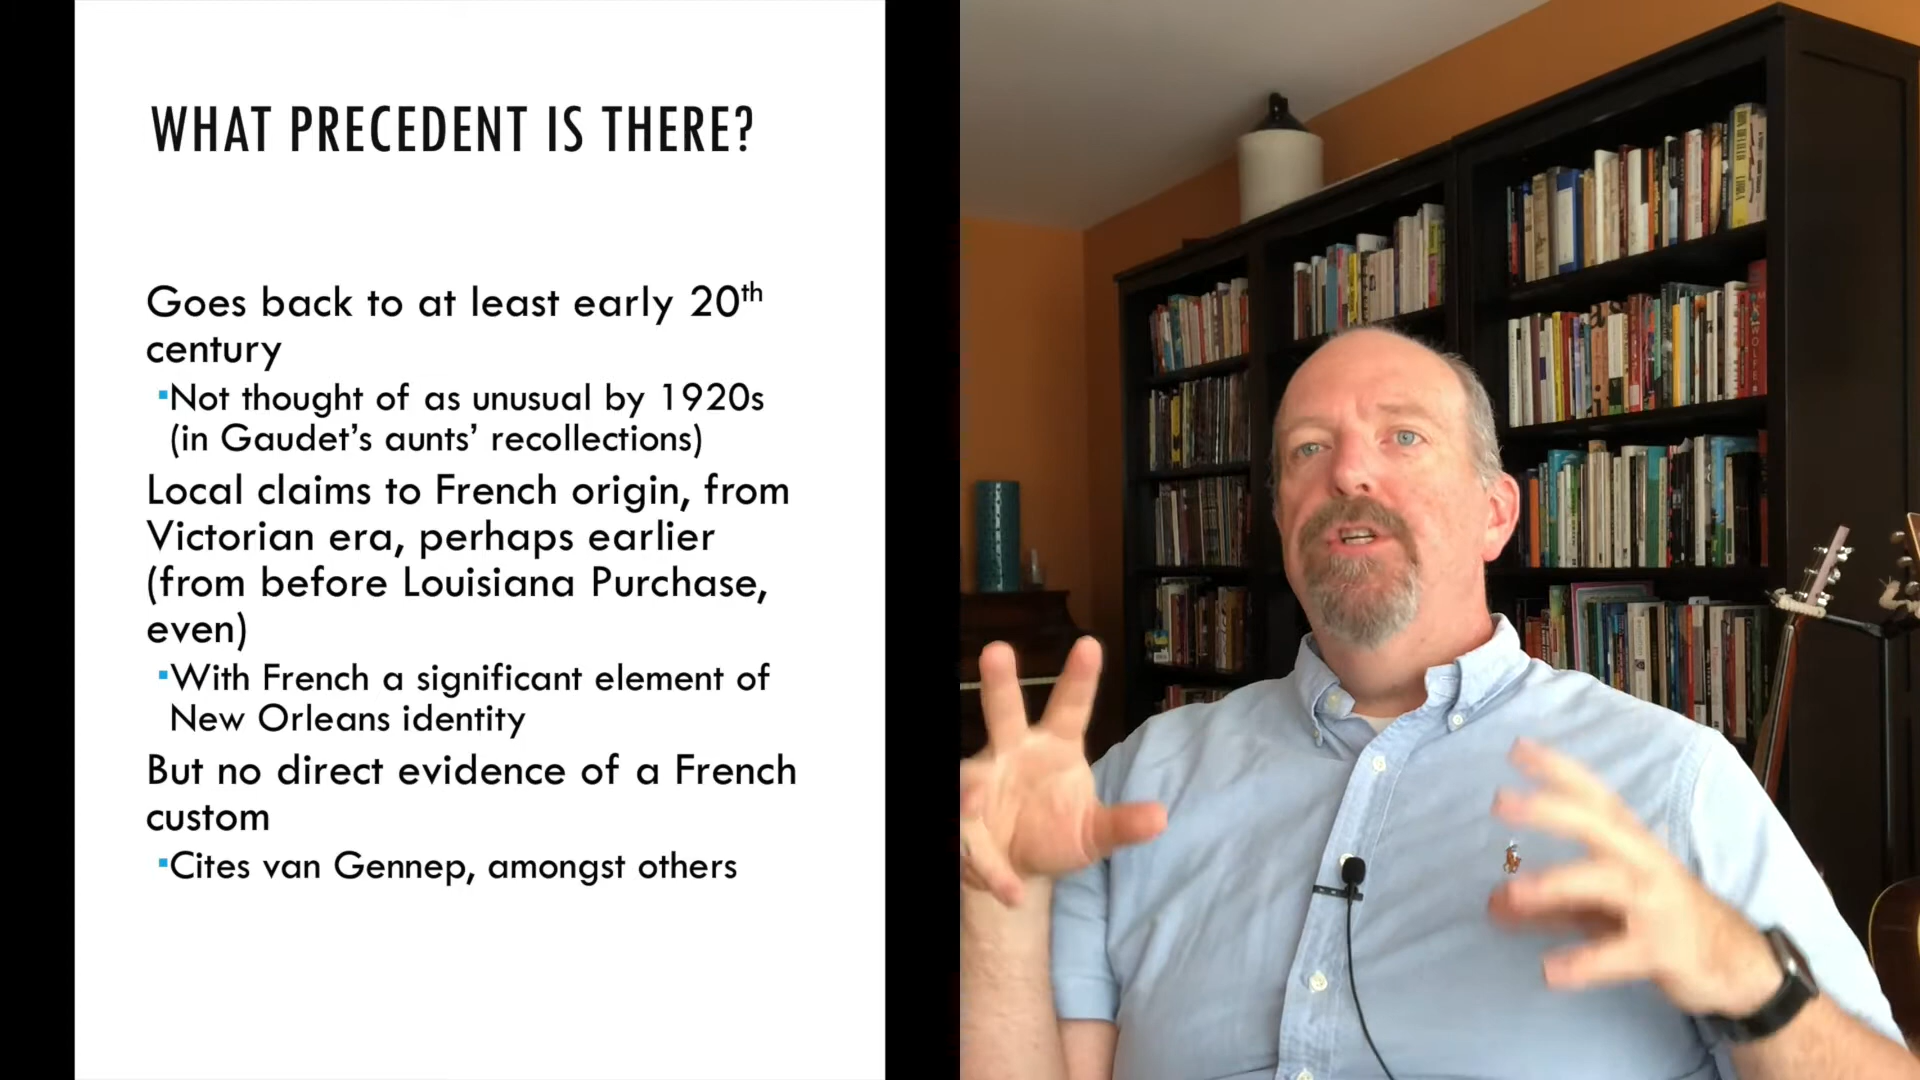 WHAT PRECEDENT IS THERE?
Goes back to at least early 20th
century
▪Not thought of as unusual by 1920s
(in Gaudet’s aunts’ recollections)
Local claims to French origin, from
Victorian era, perhaps earlier
(from before Louisiana Purchase,
even)
▪With French a significant element of
New Orleans identity
But no direct evidence of a French
custom
▪Cites van Gennep, amongst others